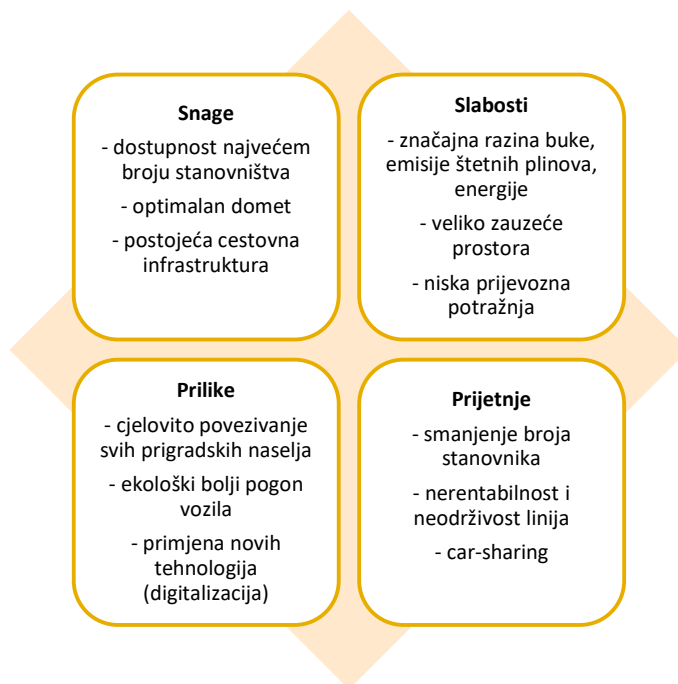 Snage
- dostupnost najvećem
broju stanovništva
- optimalan domet
- postojeća cestovna
infrastruktura
Slabosti
- značajna razina buke,
emisije štetnih plinova,
energije
- veliko zauzeće
prostora
- niska prijevozna
potražnja
Prilike
- cjelovito povezivanje
svih prigradskih naselja
- ekološki bolji pogon
vozila
- primjena novih
tehnologija
(digitalizacija)
Prijetnje
- smanjenje broja
stanovnika
- nerentabilnost i
neodrživost linija
- car-sharing